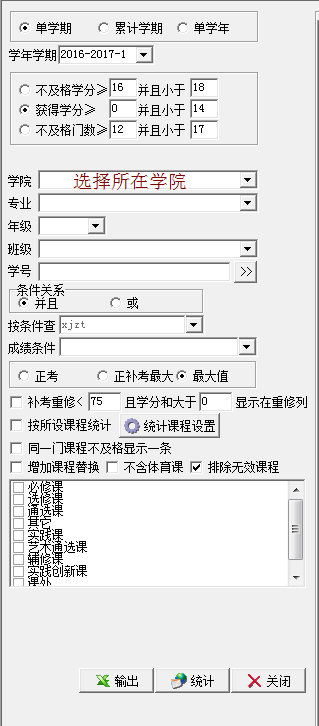 单学期 累计学期 单学年
学年学期 2016-2017-1
不及格学分≥ 16 并且小于 18
获得学分≥ 0 并且小于 14
不及格门数≥ 12 并且小于 17
学院 选择所在学院
专业
年级
班级
学号 >>
条件关系
并且 或
按条件查 xjzt
成绩条件
正考 正补考最大 最大值
补考重修< 75 且学分和大于 0 显示在重修列
按所设课程统计 统计课程设置
同一门课程不及格显示一条
增加课程替换 不含体育课 排除无效课程
必修课
选修课
通选课
其它
实践课
艺术通选课
辅修课
实践创新课
课外
输出 统计 关闭